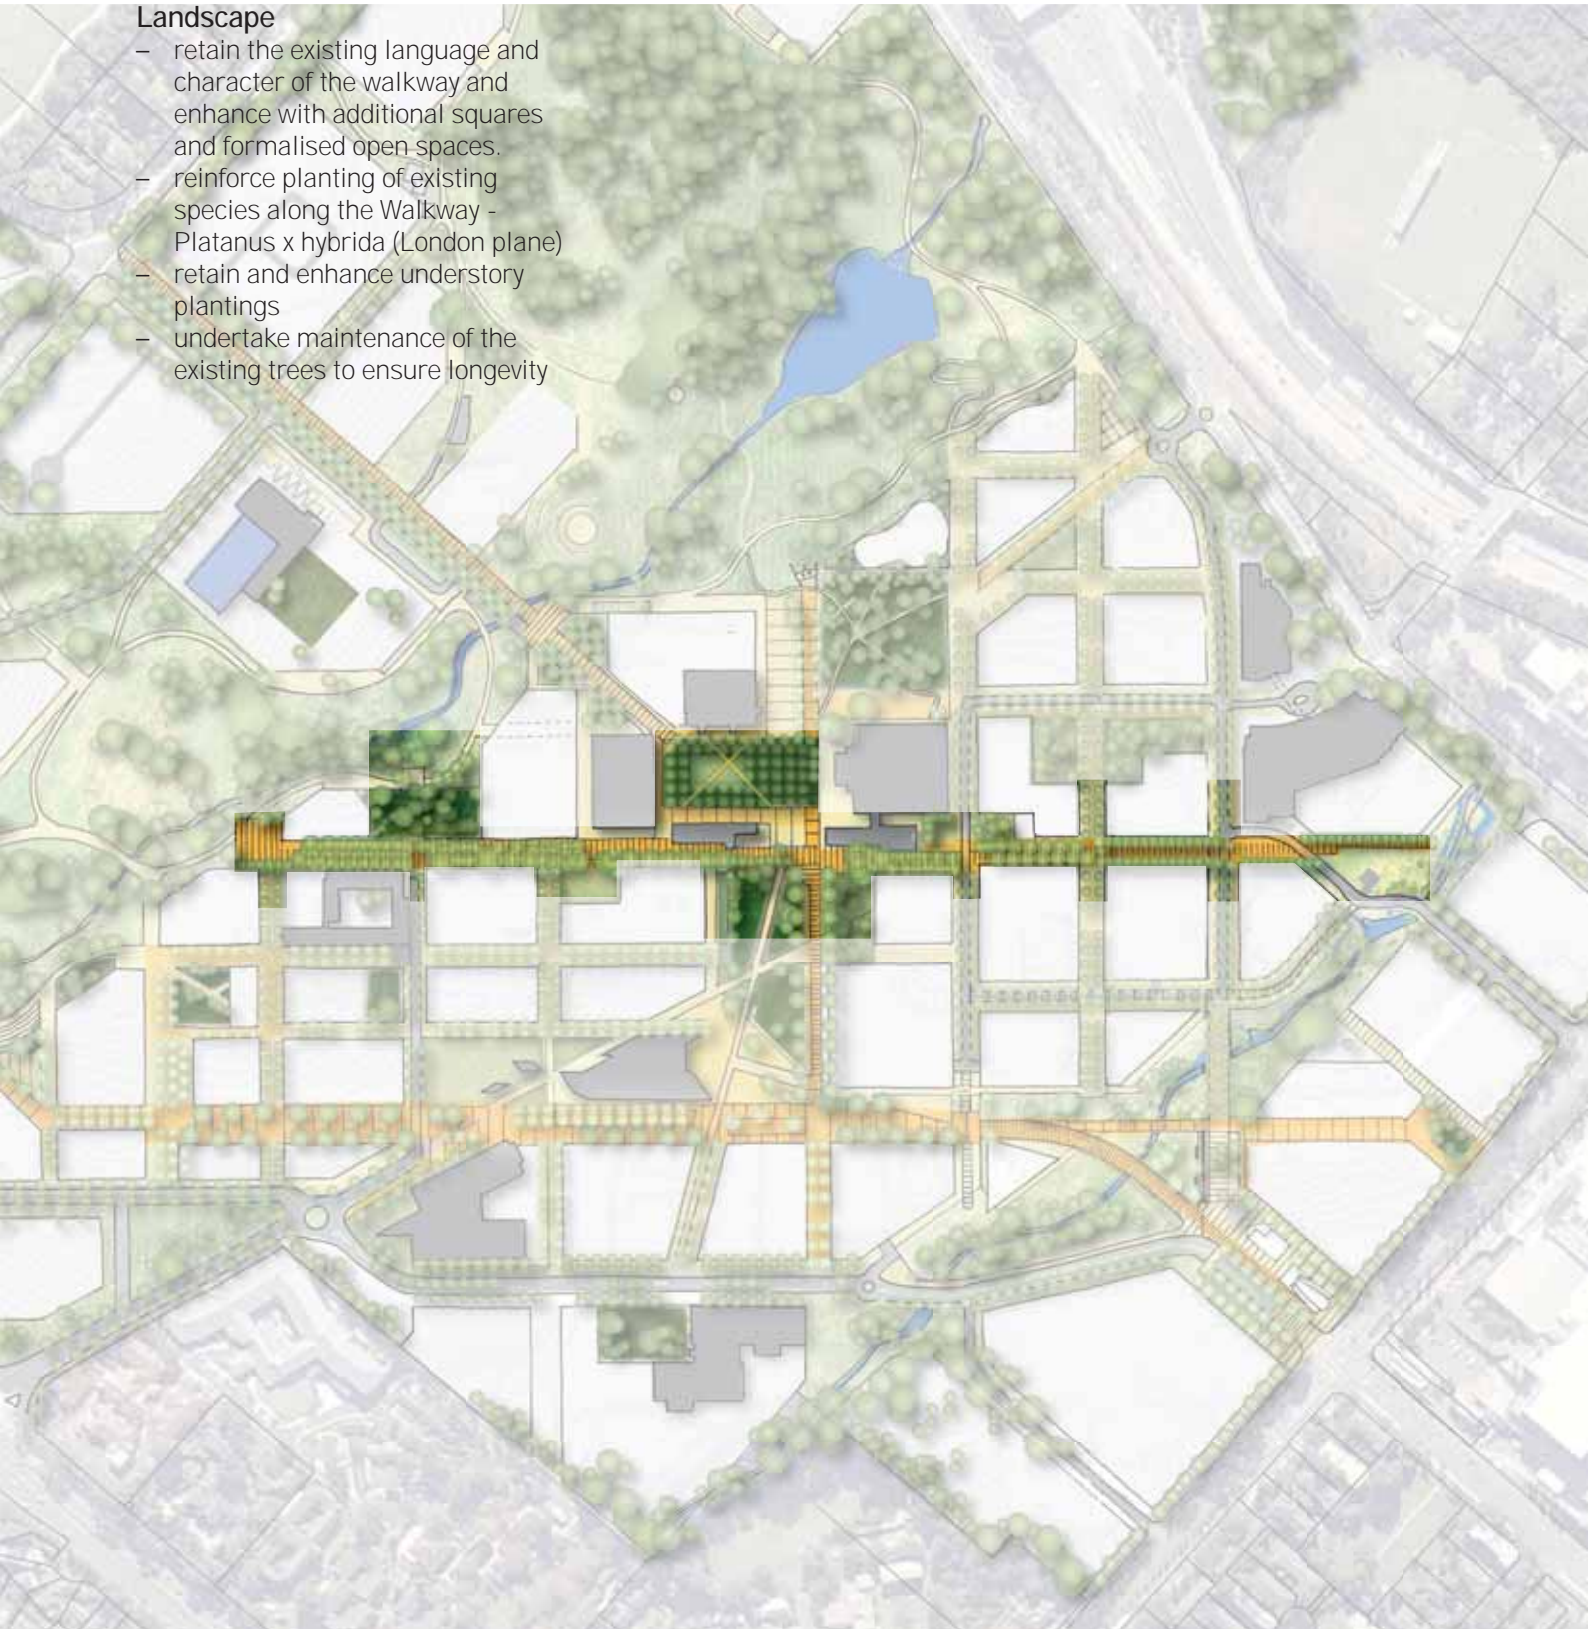 Landscape
– retain the existing language and
character of the walkway and
enhance with additional squares
and formalised open spaces.
– reinforce planting of existing
species along the Walkway -
Platanus x hybrida (London plane)
– retain and enhance understory
plantings
– undertake maintenance of the
existing trees to ensure longevity